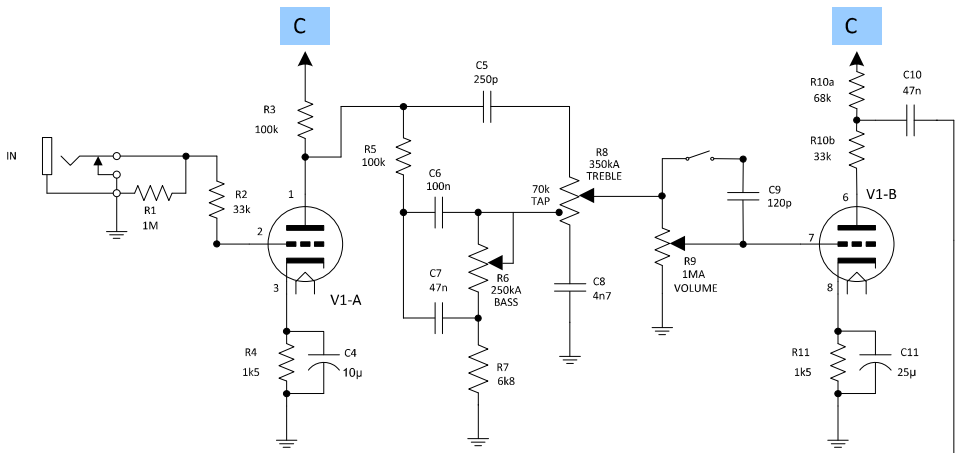 C
C
IN
R1
1M
R2
33k
R3
100k
1
2
3
V1-A
R4
1k5
C4
10µ
R5
100k
C5
250p
C6
100n
C7
47n
R6
250kA
BASS
R7
6k8
R8
350kA
TREBLE
70k
TAP
C8
4n7
R9
1MA
VOLUME
C9
120p
R10a
68k
R10b
33k
C10
47n
6
7
8
V1-B
R11
1k5
C11
25µ